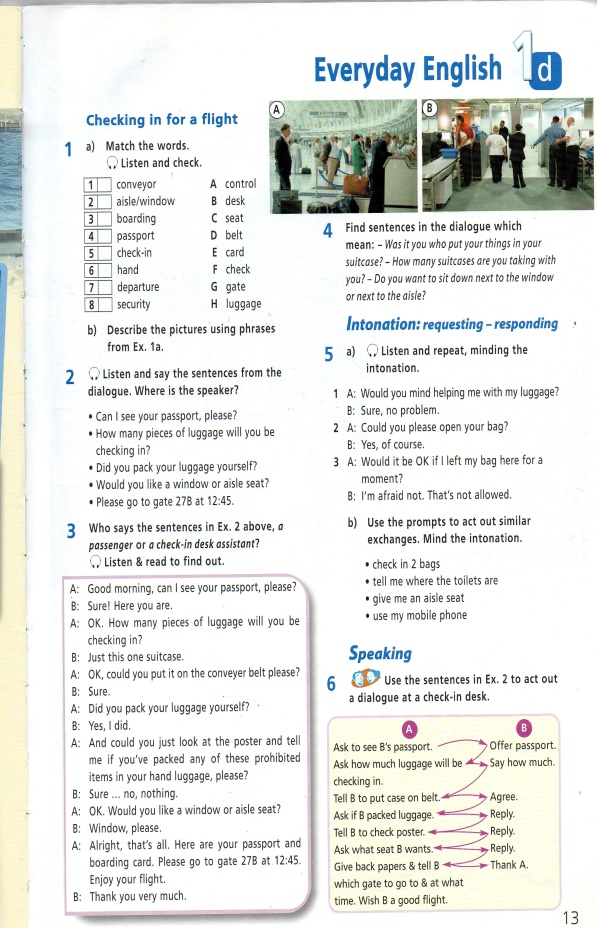 Everyday English 1d
Checking in for a flight
1 a) Match the words.
Listen and check.
1 conveyor A control
2 aisle/window B desk
3 boarding C seat
4 passport D belt
5 check-in E card
6 hand F check
7 departure G gate
8 security H luggage
b) Describe the pictures using phrases
from Ex. 1a.
2 Listen and say the sentences from the
dialogue. Where is the speaker?
• Can I see your passport, please?
• How many pieces of luggage will you be
checking in?
• Did you pack your luggage yourself?
• Would you like a window or aisle seat?
• Please go to gate 27B at 12:45.
3 Who says the sentences in Ex. 2 above, a
passenger or a check-in desk assistant?
Listen & read to find out.
A: Good morning, can I see your passport, please?
B: Sure! Here you are.
A: OK. How many pieces of luggage will you be
checking in?
B: Just this one suitcase.
A: OK, could you put it on the conveyer belt please?
B: Sure.
A: Did you pack your luggage yourself?
B: Yes, I did.
A: And could you just look at the poster and tell
me if you've packed any of these prohibited
items in your hand luggage, please?
B: Sure ... no, nothing.
A: OK. Would you like a window or aisle seat?
B: Window, please.
A: Alright, that's all. Here are your passport and
boarding card. Please go to gate 27B at 12:45.
Enjoy your flight.
B: Thank you very much.
A
B
4 Find sentences in the dialogue which
mean: – Was it you who put your things in your
suitcase? – How many suitcases are you taking with
you? – Do you want to sit down next to the window
or next to the aisle?
Intonation: requesting – responding
5 a) Listen and repeat, minding the
intonation.
1 A: Would you mind helping me with my luggage?
B: Sure, no problem.
2 A: Could you please open your bag?
B: Yes, of course.
3 A: Would it be OK if I left my bag here for a
moment?
B: I'm afraid not. That's not allowed.
b) Use the prompts to act out similar
exchanges. Mind the intonation.
• check in 2 bags
• tell me where the toilets are
• give me an aisle seat
• use my mobile phone
Speaking
6 Use the sentences in Ex. 2 to act out
a dialogue at a check-in desk.
A B
Ask to see B's passport. Offer passport.
Ask how much luggage will be Say how much.
checking in.
Tell B to put case on belt. Agree.
Ask if B packed luggage. Reply.
Tell B to check poster. Reply.
Ask what seat B wants. Reply.
Give back papers & tell B Thank A.
which gate to go to & at what
time. Wish B a good flight.
13